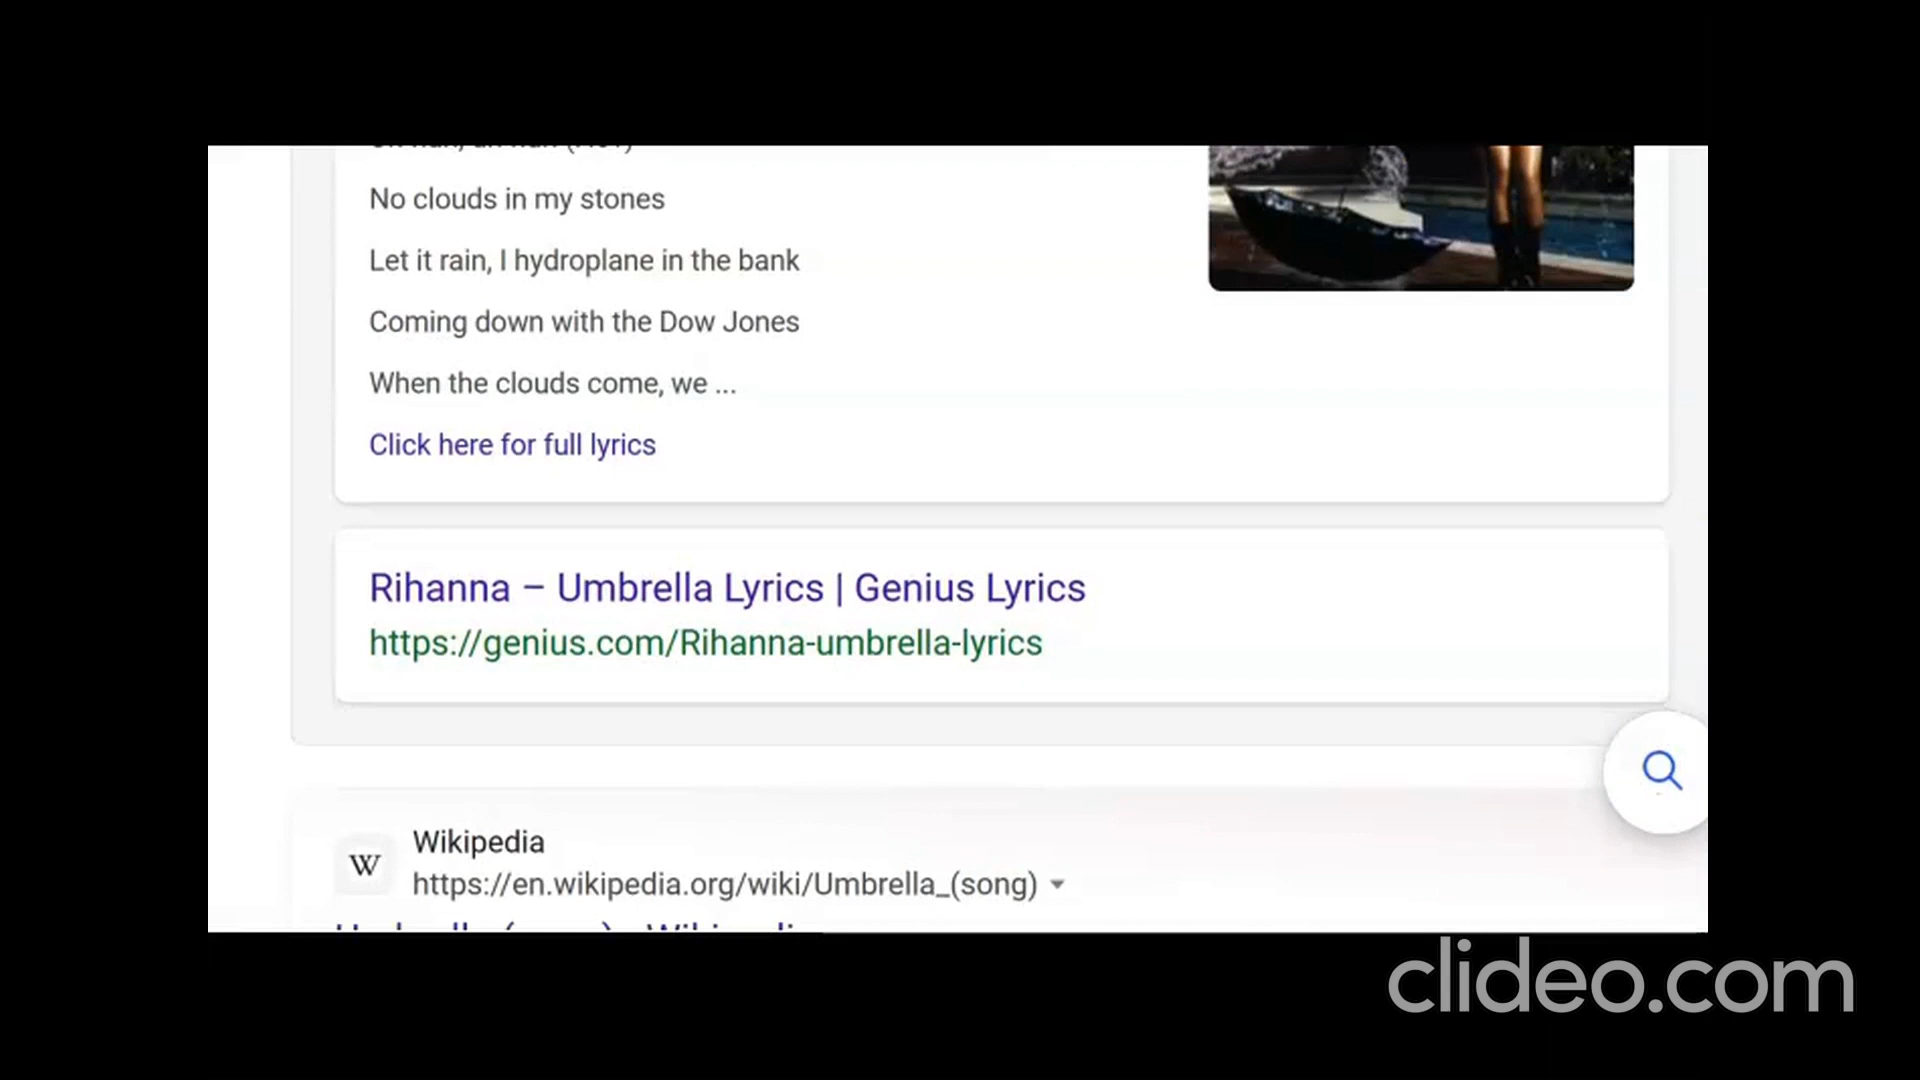 No clouds in my stones
Let it rain, I hydroplane in the bank
Coming down with the Dow Jones
When the clouds come, we ...
Click here for full lyrics
Rihanna – Umbrella Lyrics | Genius Lyrics
https://genius.com/Rihanna-umbrella-lyrics
W
Wikipedia
https://en.wikipedia.org/wiki/Umbrella_(song)
clideo.com